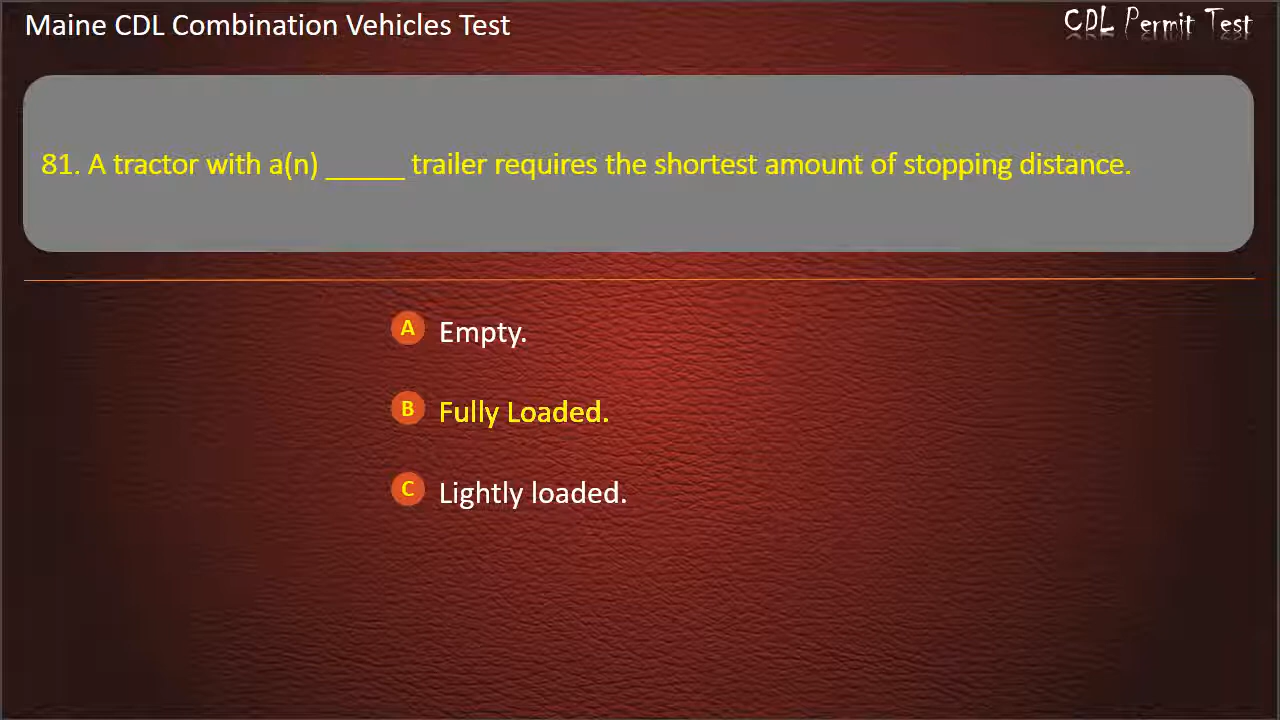 Maine CDL Combination Vehicles Test
CDL Permit Test
81. A tractor with a(n) _____ trailer requires the shortest amount of stopping distance.
A Empty.
B Fully Loaded.
C Lightly loaded.